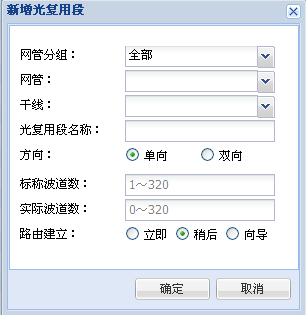 新增光复用段
网管分组： 全部
网管：
干线：
光复用段名称：
方向： 单向 双向
标称波道数： 1～320
实际波道数： 0～320
路由建立： 立即 稍后 向导
确定 取消